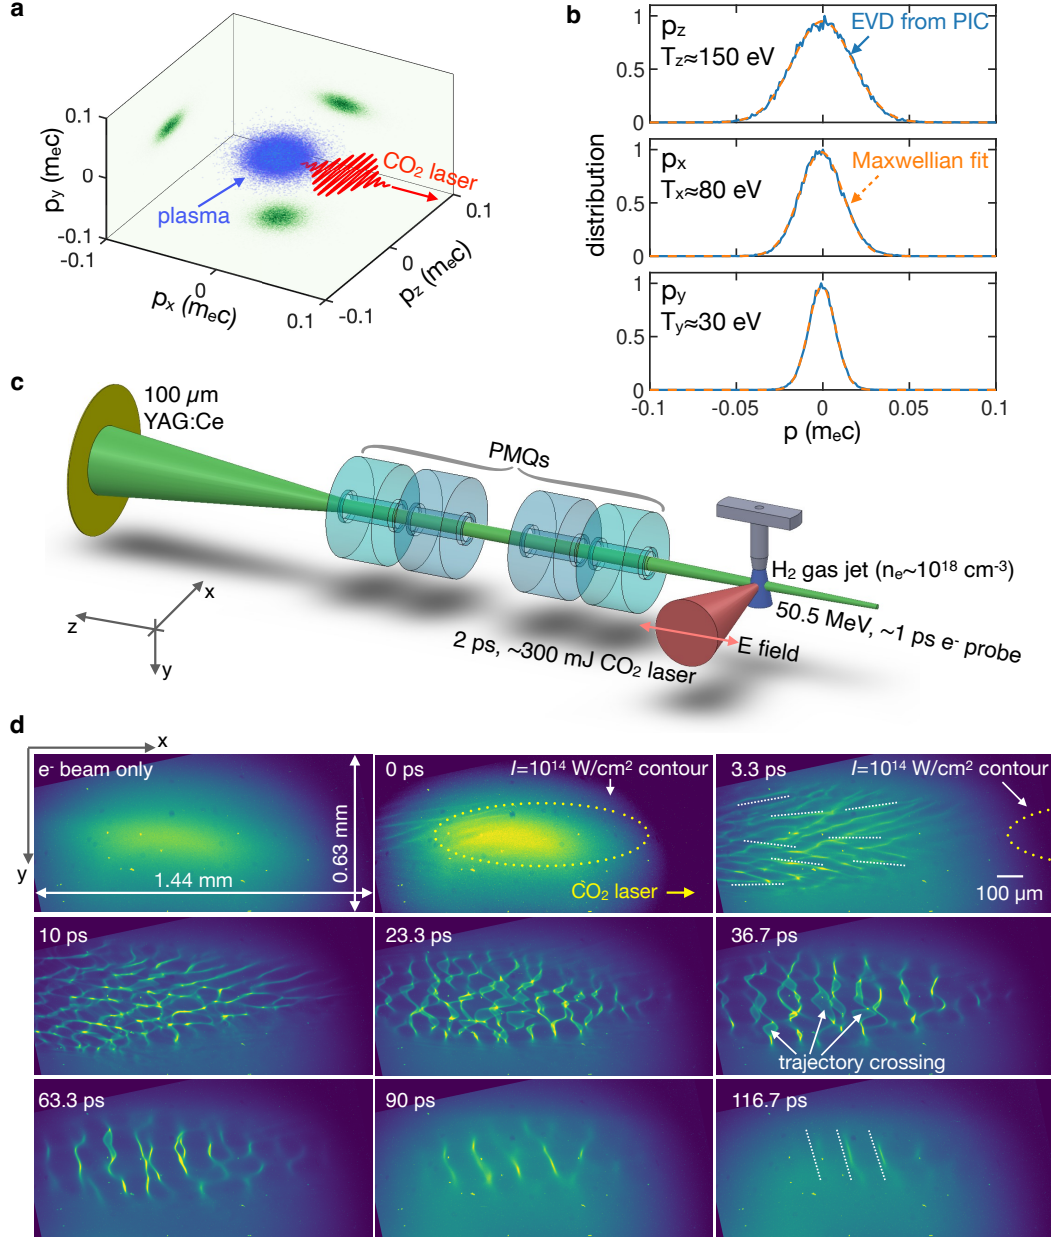 a
0.1
0
-0.1
p_y (m_ec)
-0.1
0
0.1
p_x (m_ec)
-0.1
0
0.1
p_z (m_ec)
plasma
CO₂ laser
b
p_z
T_z≈150 eV
EVD from PIC
1
0.5
0
p_x
T_x≈80 eV
Maxwellian fit
1
0.5
0
p_y
T_y≈30 eV
1
0.5
0
distribution
-0.1
-0.05
0
0.05
0.1
p (m_ec)
c
100 µm
YAG:Ce
PMQs
H₂ gas jet (n_e~10¹⁸ cm⁻³)
50.5 MeV, ~1 ps e⁻ probe
E field
2 ps, ~300 mJ CO₂ laser
x
z
y
d
x
y
e⁻ beam only
0.63 mm
1.44 mm
0 ps
I=10¹⁴ W/cm² contour
CO₂ laser
3.3 ps
I=10¹⁴ W/cm² contour
100 µm
10 ps
23.3 ps
36.7 ps
trajectory crossing
63.3 ps
90 ps
116.7 ps